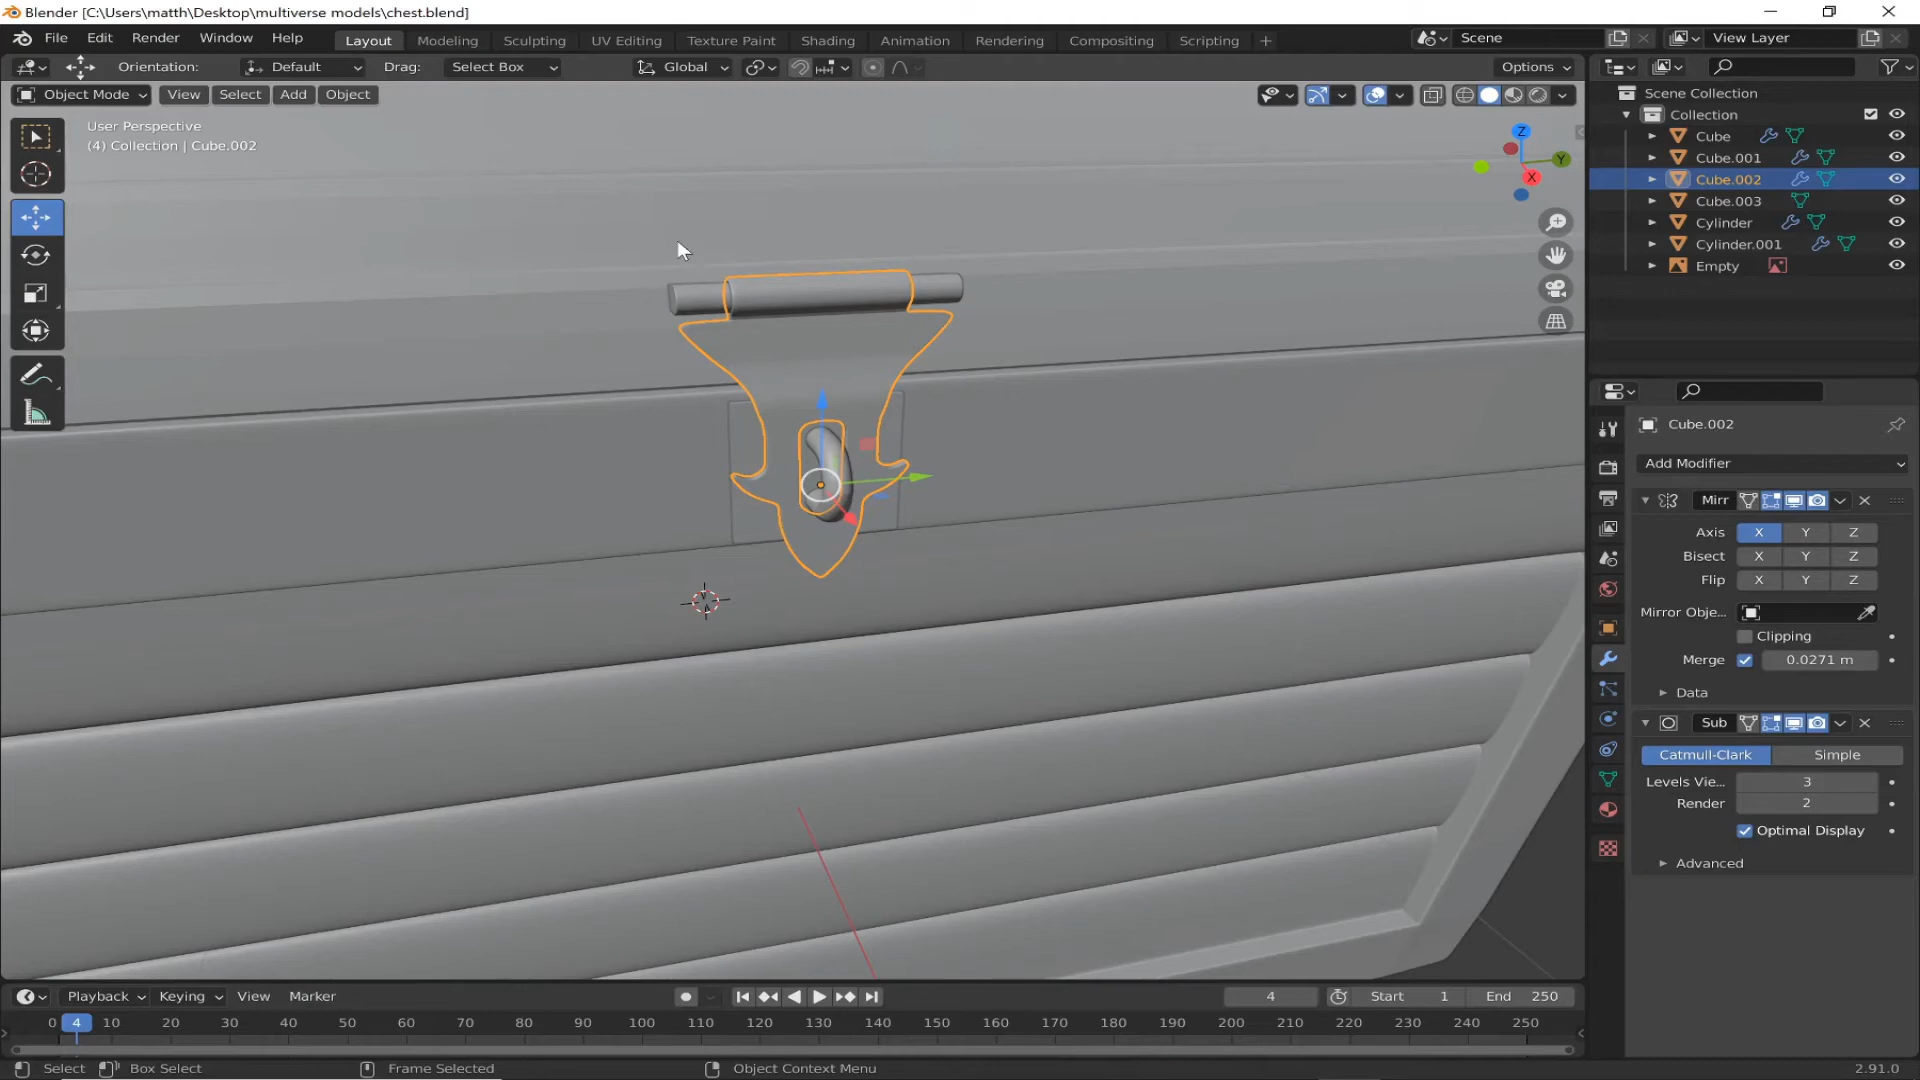 Blender [C:\Users\matth\Desktop\multiverse models\chest.blend]
File Edit Render Window Help Layout Modeling Sculpting UV Editing Texture Paint Shading Animation Rendering Compositing Scripting + Scene View Layer
Orientation: Default Drag: Select Box Global Options
Object Mode View Select Add Object
User Perspective
(4) Collection | Cube.002
Z
Y
X
Scene Collection
Collection
Cube
Cube.001
Cube.002
Cube.003
Cylinder
Cylinder.001
Empty
Cube.002
Add Modifier
Mirr
Axis X Y Z
Bisect X Y Z
Flip X Y Z
Mirror Obje...
Clipping
Merge 0.0271 m
Data
Sub
Catmull-Clark Simple
Levels Vie... 3
Render 2
Optimal Display
Advanced
Playback Keying View Marker 4 Start 1 End 250
0 4 10 20 30 40 50 60 70 80 90 100 110 120 130 140 150 160 170 180 190 200 210 220 230 240 250
Select Box Select Frame Selected Object Context Menu 2.91.0